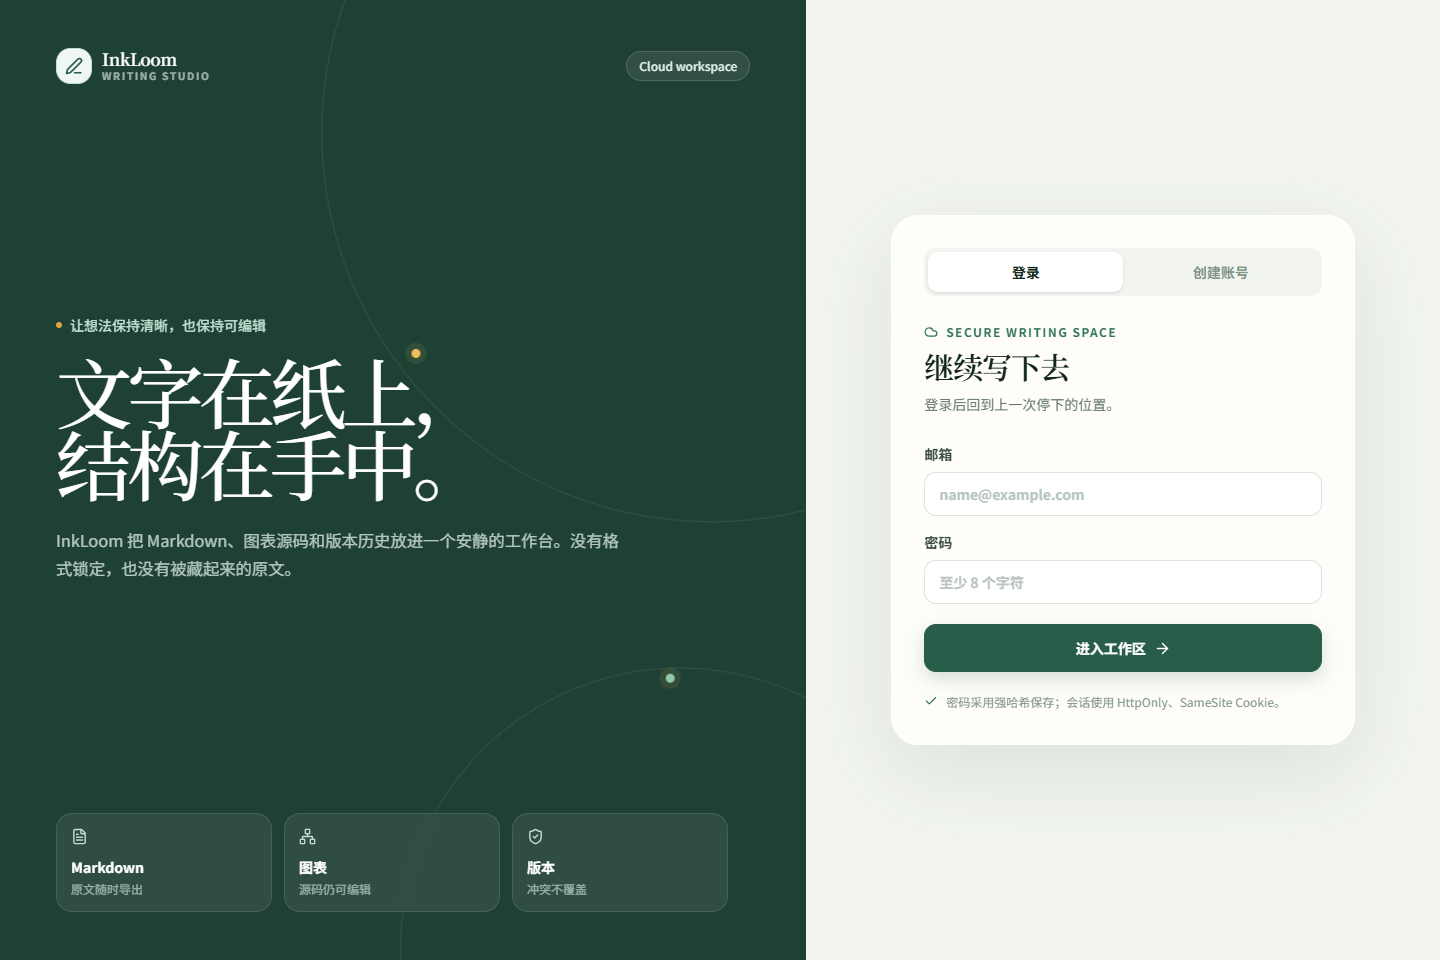 InkLoom
WRITING STUDIO
Cloud workspace
让想法保持清晰，也保持可编辑
文字在纸上，
结构在手中。
InkLoom 把 Markdown、图表源码和版本历史放进一个安静的工作台。没有格
式锁定，也没有被藏起来的原文。
Markdown
原文随时导出
图表
源码仍可编辑
版本
冲突不覆盖
登录
创建账号
SECURE WRITING SPACE
继续写下去
登录后回到上一次停下的位置。
邮箱
name@example.com
密码
至少 8 个字符
进入工作区
密码采用强哈希保存；会话使用 HttpOnly、SameSite Cookie。